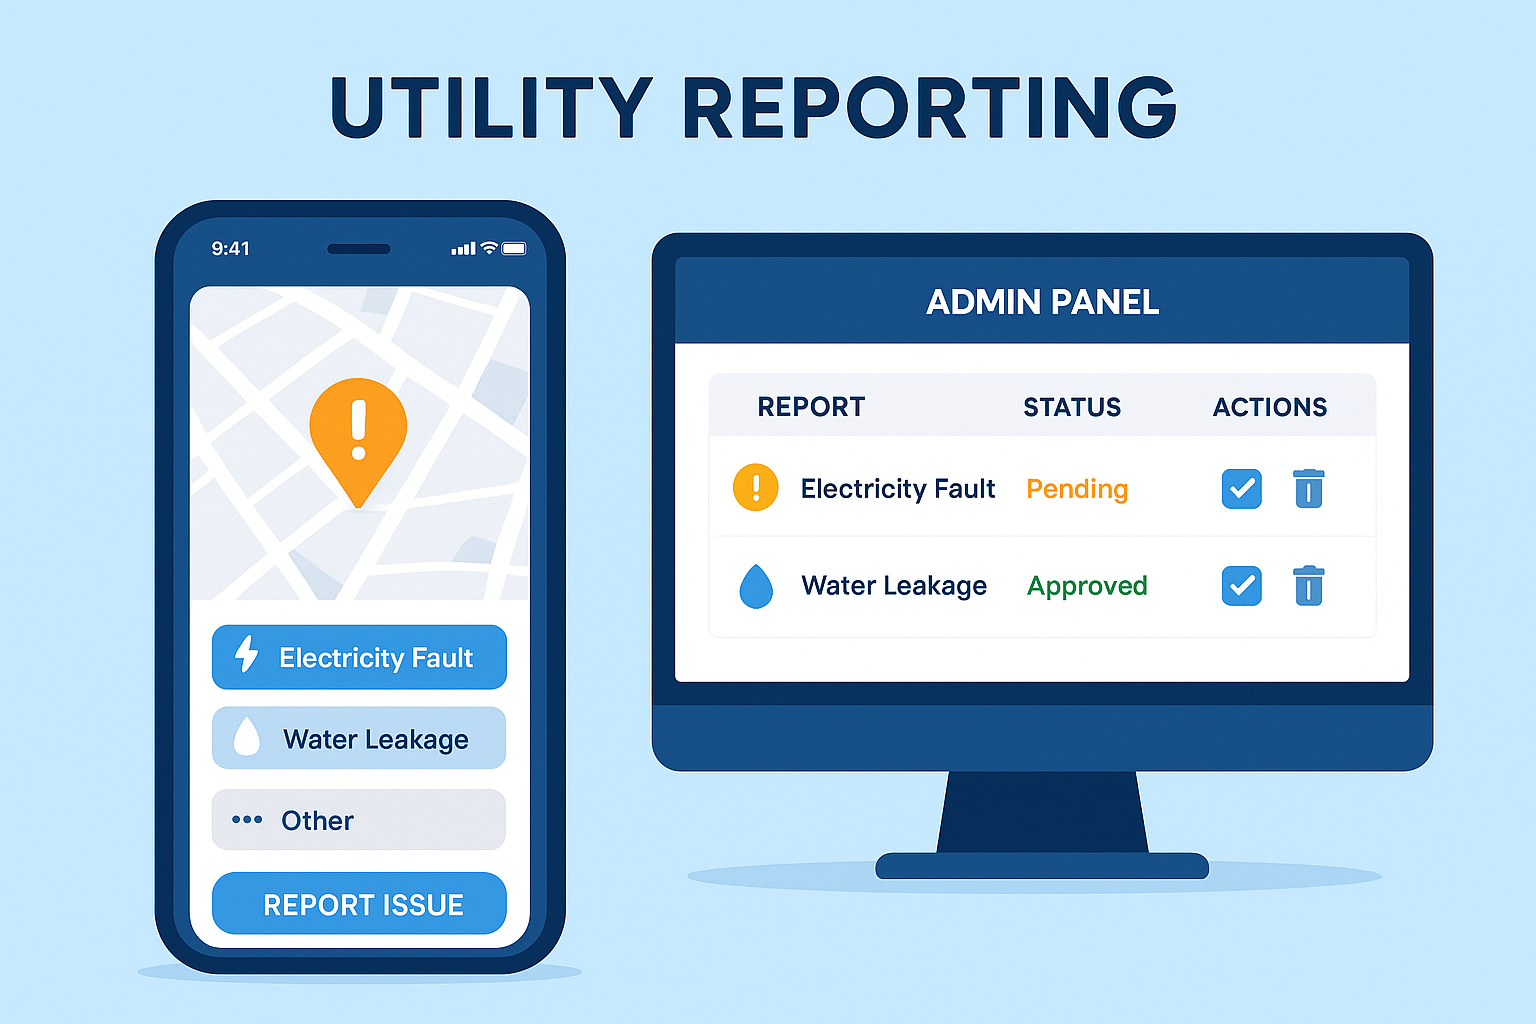 UTILITY REPORTING
9:41
Electricity Fault
Water Leakage
Other
REPORT ISSUE
ADMIN PANEL
REPORT STATUS ACTIONS
Electricity Fault Pending
Water Leakage Approved